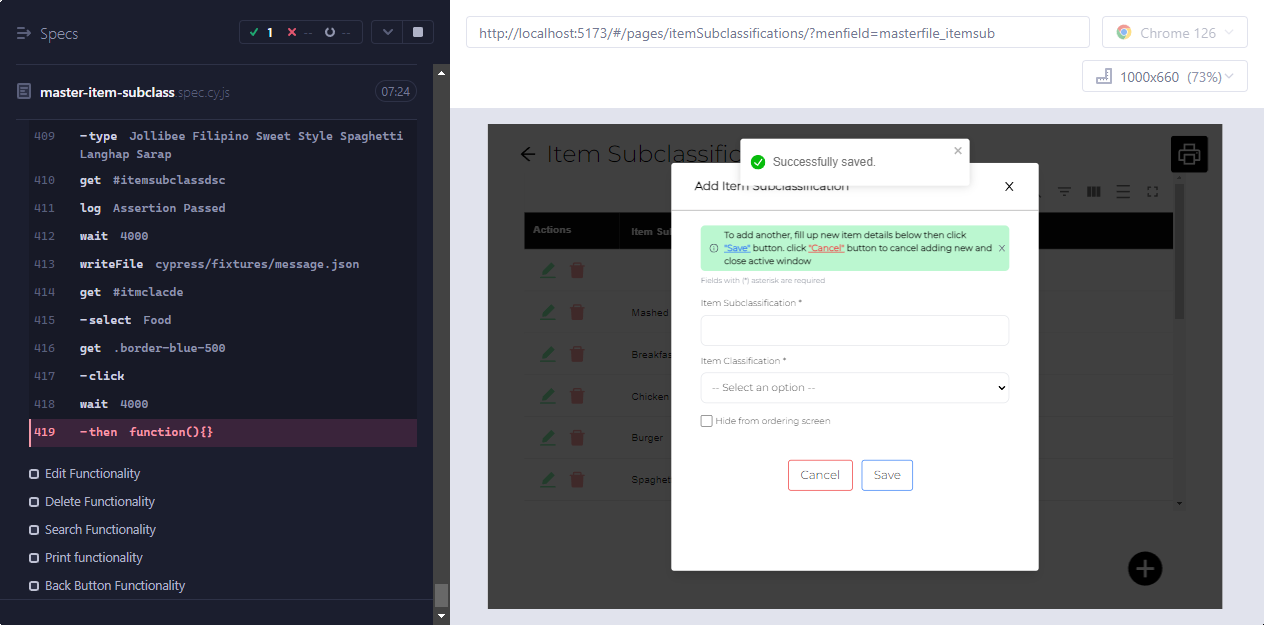 Specs
1
--
--
http://localhost:5173/#/pages/itemSubclassifications/?menfield=masterfile_itemsub
Chrome 126
1000x660 (73%)
master-item-subclass.spec.cy.js
07:24
409 -type Jollibee Filipino Sweet Style Spaghetti
Langhap Sarap
410 get #itemsubclassdsc
411 log Assertion Passed
412 wait 4000
413 writeFile cypress/fixtures/message.json
414 get #itmclacde
415 -select Food
416 get .border-blue-500
417 -click
418 wait 4000
419 -then function(){}
Edit Functionality
Delete Functionality
Search Functionality
Print functionality
Back Button Functionality
Item Subclassific
Successfully saved.
Add Item Subclassification
Actions
Item Su
Mashed
Breakfas
Chicken
Burger
Spaghet
To add another, fill up new item details below then click
"Save" button. click "Cancel" button to cancel adding new and
close active window
Fields with (*) asterisk are required
Item Subclassification *
Item Classification *
-- Select an option --
Hide from ordering screen
Cancel
Save